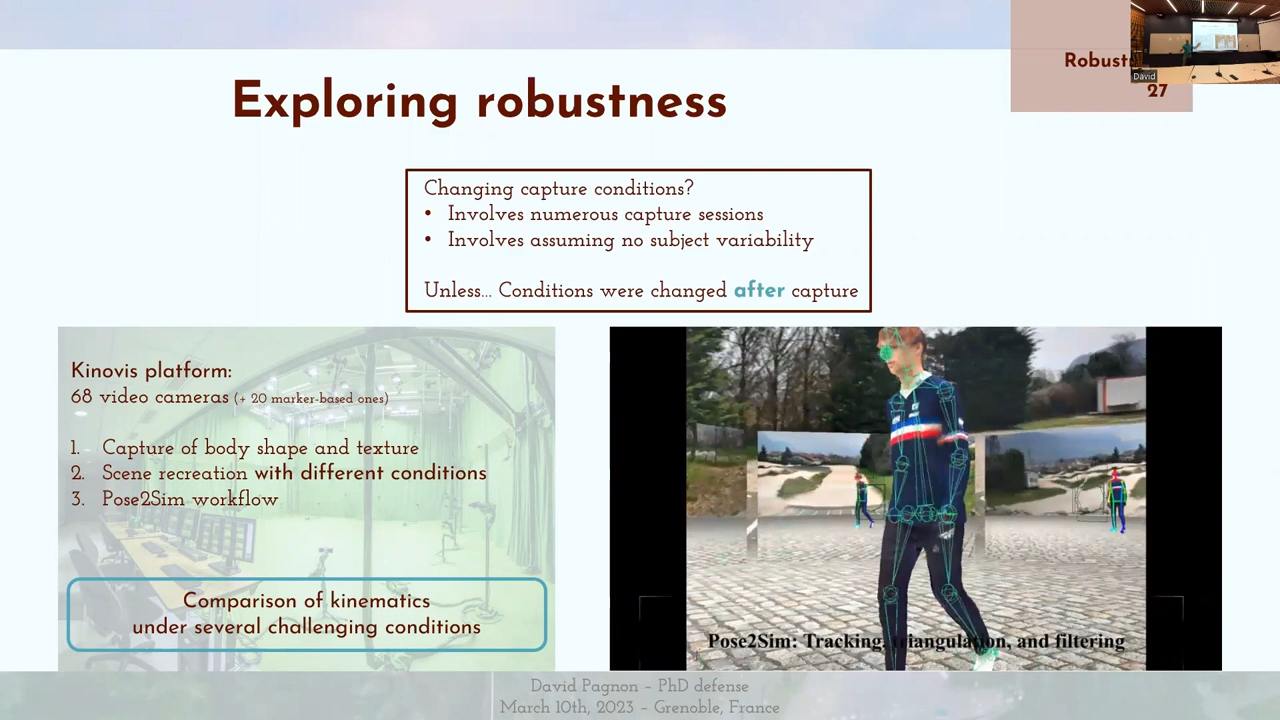 Exploring robustness
David
27
Changing capture conditions?
• Involves numerous capture sessions
• Involves assuming no subject variability
Unless... Conditions were changed after capture
Kinovis platform:
68 video cameras (+ 20 marker-based ones)
1. Capture of body shape and texture
2. Scene recreation with different conditions
3. Pose2Sim workflow
Comparison of kinematics
under several challenging conditions
Pose2Sim: Tracking, triangulation, and filtering
David Pagnon – PhD defense
March 10th, 2023 – Grenoble, France